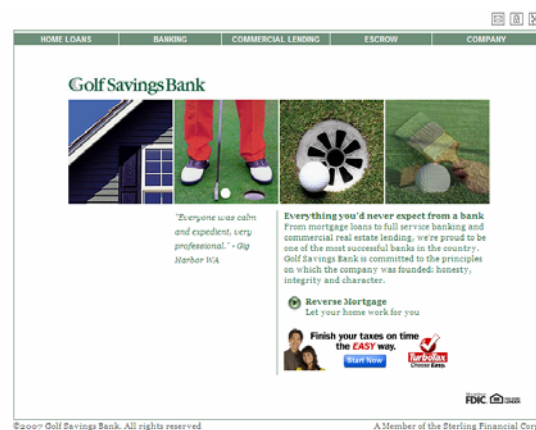 HOME LOANS
BANKING
COMMERCIAL LENDING
ESCROW
COMPANY
Golf Savings Bank
"Everyone was calm
and expedient, very
professional." - Gig
Harbor WA
Everything you'd never expect from a bank
From mortgage loans to full service banking and
commercial real estate lending, we're proud to be
one of the most successful banks in the country.
Golf Savings Bank is committed to the principles
on which the company was founded: honesty,
integrity and character.
Reverse Mortgage
Let your home work for you
Finish your taxes on time
the EASY way.
Start Now
TurboTax
Choose Easy.
Member
FDIC
©2007 Golf Savings Bank. All rights reserved
A Member of the Sterling Financial Corp